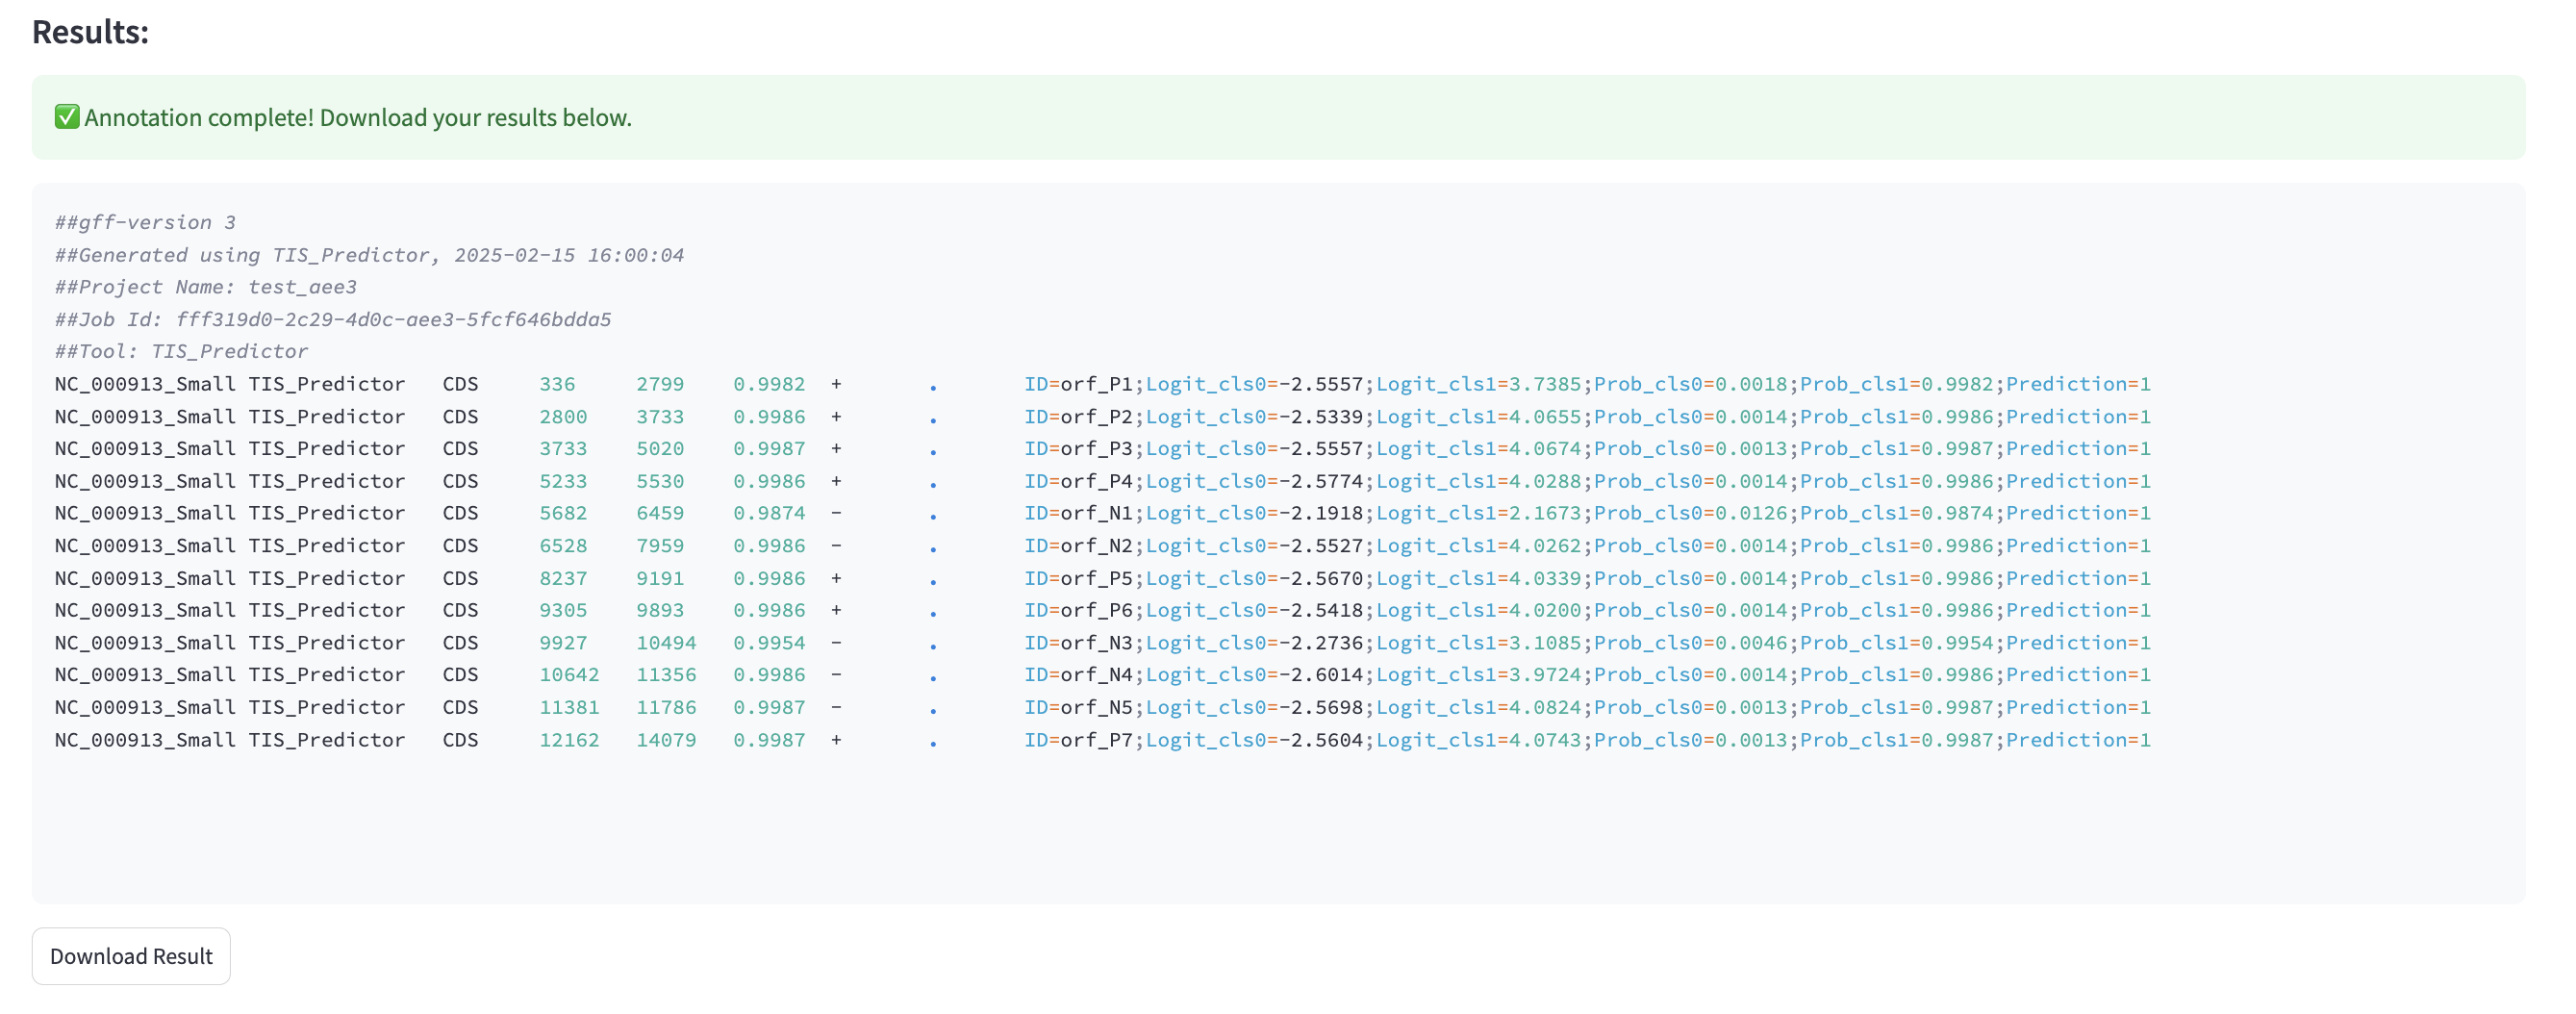 Results:
✅ Annotation complete! Download your results below.
##gff-version 3
##Generated using TIS_Predictor, 2025-02-15 16:00:04
##Project Name: test_aee3
##Job Id: fff319d0-2c29-4d0c-aee3-5fcf646bdda5
##Tool: TIS_Predictor
NC_000913_Small TIS_Predictor CDS 336 2799 0.9982 + . ID=orf_P1;Logit_cls0=-2.5557;Logit_cls1=3.7385;Prob_cls0=0.0018;Prob_cls1=0.9982;Prediction=1
NC_000913_Small TIS_Predictor CDS 2800 3733 0.9986 + . ID=orf_P2;Logit_cls0=-2.5339;Logit_cls1=4.0655;Prob_cls0=0.0014;Prob_cls1=0.9986;Prediction=1
NC_000913_Small TIS_Predictor CDS 3733 5020 0.9987 + . ID=orf_P3;Logit_cls0=-2.5557;Logit_cls1=4.0674;Prob_cls0=0.0013;Prob_cls1=0.9987;Prediction=1
NC_000913_Small TIS_Predictor CDS 5233 5530 0.9986 + . ID=orf_P4;Logit_cls0=-2.5774;Logit_cls1=4.0288;Prob_cls0=0.0014;Prob_cls1=0.9986;Prediction=1
NC_000913_Small TIS_Predictor CDS 5682 6459 0.9874 - . ID=orf_N1;Logit_cls0=-2.1918;Logit_cls1=2.1673;Prob_cls0=0.0126;Prob_cls1=0.9874;Prediction=1
NC_000913_Small TIS_Predictor CDS 6528 7959 0.9986 - . ID=orf_N2;Logit_cls0=-2.5527;Logit_cls1=4.0262;Prob_cls0=0.0014;Prob_cls1=0.9986;Prediction=1
NC_000913_Small TIS_Predictor CDS 8237 9191 0.9986 + . ID=orf_P5;Logit_cls0=-2.5670;Logit_cls1=4.0339;Prob_cls0=0.0014;Prob_cls1=0.9986;Prediction=1
NC_000913_Small TIS_Predictor CDS 9305 9893 0.9986 + . ID=orf_P6;Logit_cls0=-2.5418;Logit_cls1=4.0200;Prob_cls0=0.0014;Prob_cls1=0.9986;Prediction=1
NC_000913_Small TIS_Predictor CDS 9927 10494 0.9954 - . ID=orf_N3;Logit_cls0=-2.2736;Logit_cls1=3.1085;Prob_cls0=0.0046;Prob_cls1=0.9954;Prediction=1
NC_000913_Small TIS_Predictor CDS 10642 11356 0.9986 - . ID=orf_N4;Logit_cls0=-2.6014;Logit_cls1=3.9724;Prob_cls0=0.0014;Prob_cls1=0.9986;Prediction=1
NC_000913_Small TIS_Predictor CDS 11381 11786 0.9987 - . ID=orf_N5;Logit_cls0=-2.5698;Logit_cls1=4.0824;Prob_cls0=0.0013;Prob_cls1=0.9987;Prediction=1
NC_000913_Small TIS_Predictor CDS 12162 14079 0.9987 + . ID=orf_P7;Logit_cls0=-2.5604;Logit_cls1=4.0743;Prob_cls0=0.0013;Prob_cls1=0.9987;Prediction=1
Download Result